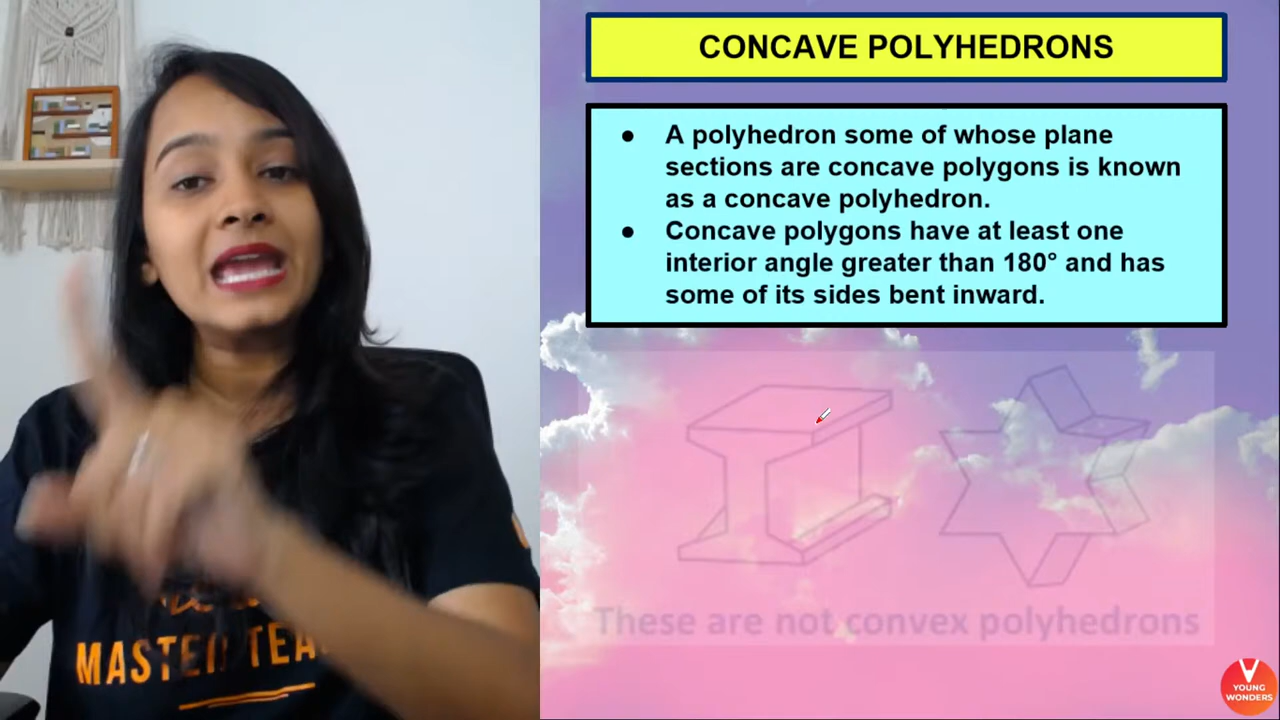 CONCAVE POLYHEDRONS
● A polyhedron some of whose plane
sections are concave polygons is known
as a concave polyhedron.
● Concave polygons have at least one
interior angle greater than 180° and has
some of its sides bent inward.
These are not convex polyhedrons
MASTER
YOUNG
WONDERS